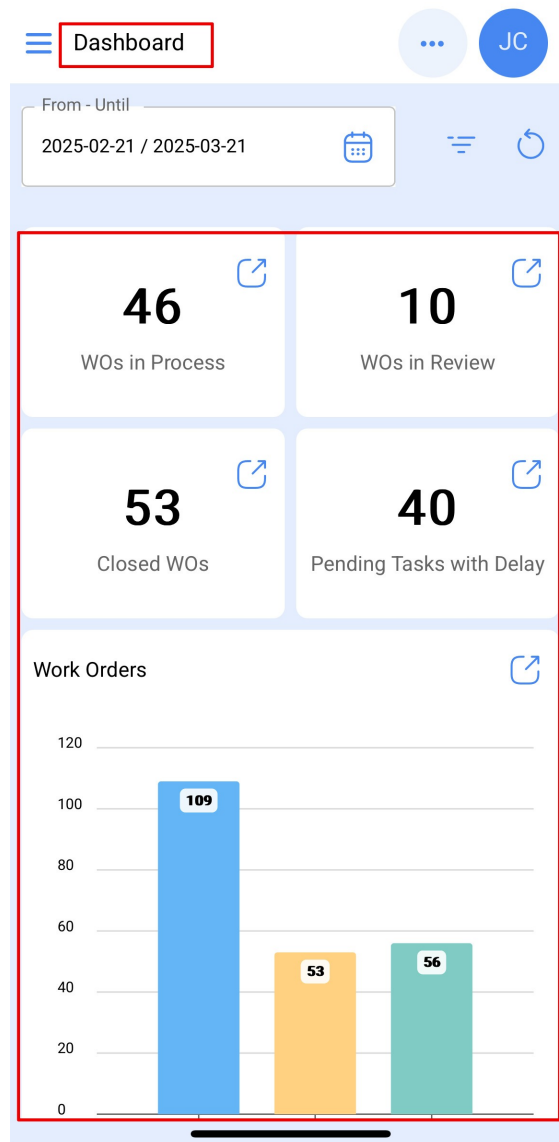 Dashboard
JC
From - Until
2025-02-21 / 2025-03-21
46
WOs in Process
10
WOs in Review
53
Closed WOs
40
Pending Tasks with Delay
Work Orders
120
100
80
60
40
20
0
109
53
56